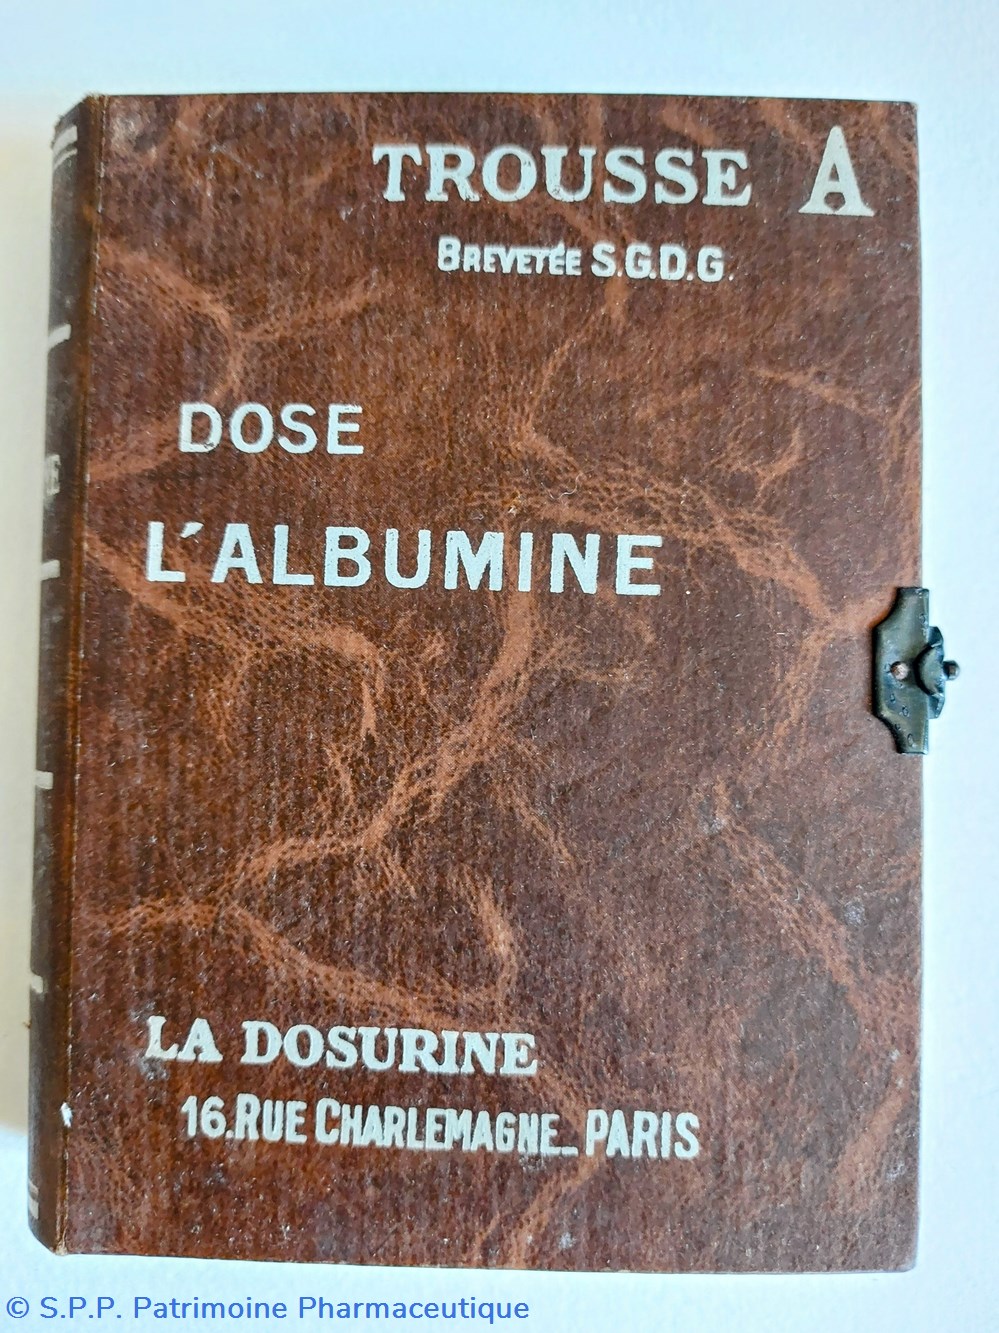 TROUSSE A
BREVETÉE S.G.D.G.
DOSE
L'ALBUMINE
LA DOSURINE
16.RUE CHARLEMAGNE_PARIS
© S.P.P. Patrimoine Pharmaceutique